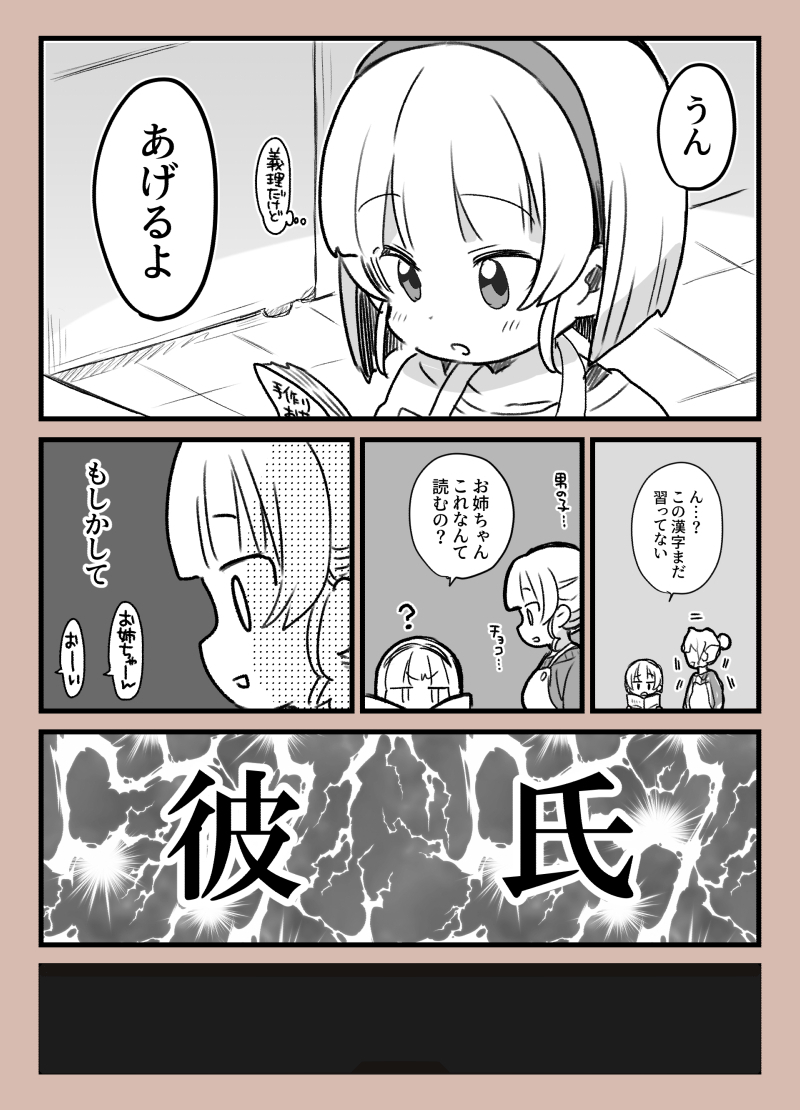 うん
あげるよ
義理だけど
手作り
ん…？
この漢字まだ
習ってない
男の子…
お姉ちゃん
これなんて
読むの？
チョコ…
？
もしかして
お姉ちゃーん
おーい
彼氏